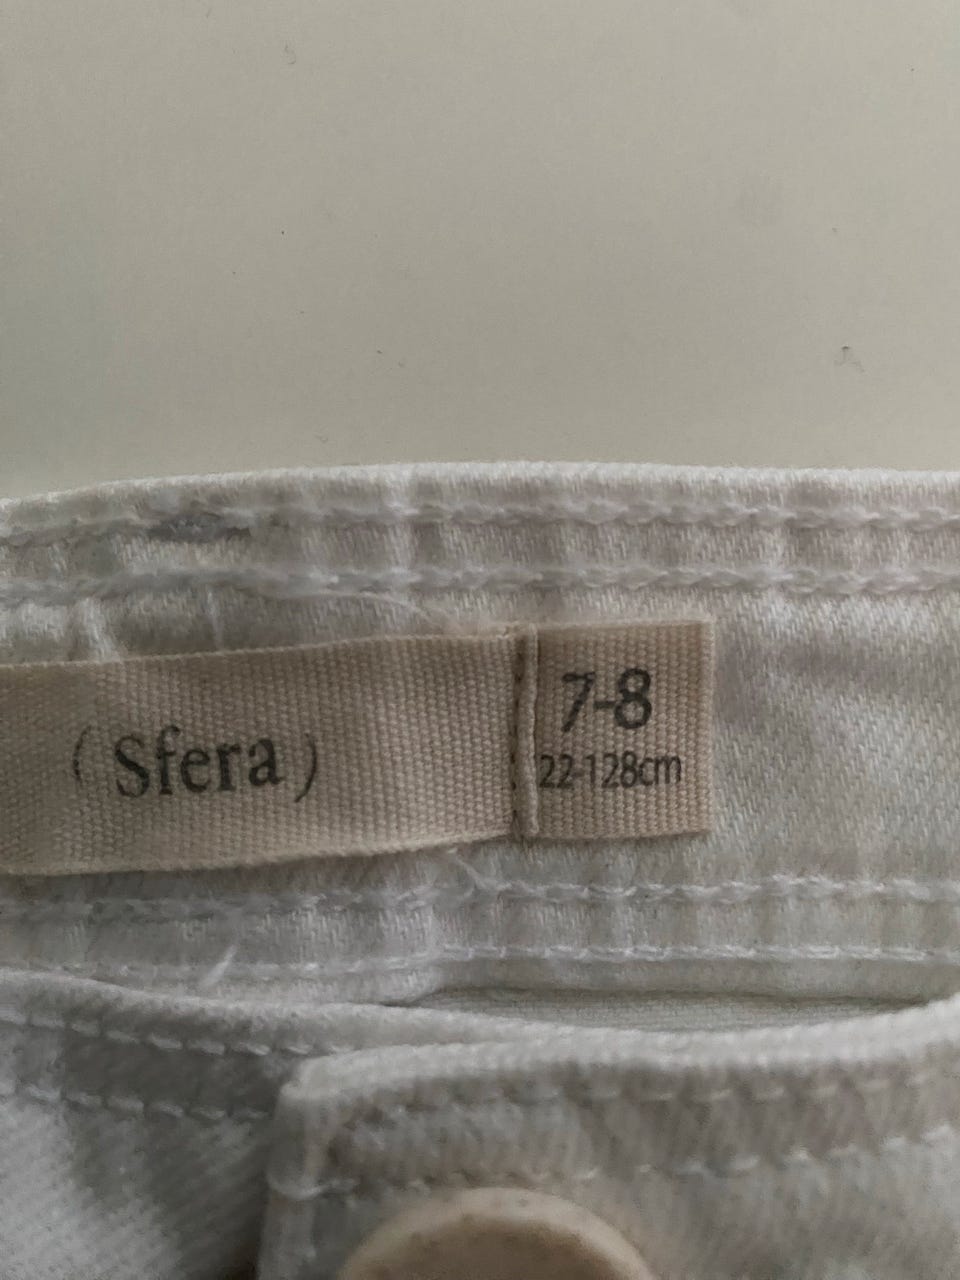 ( Sfera )
7-8
22-128cm